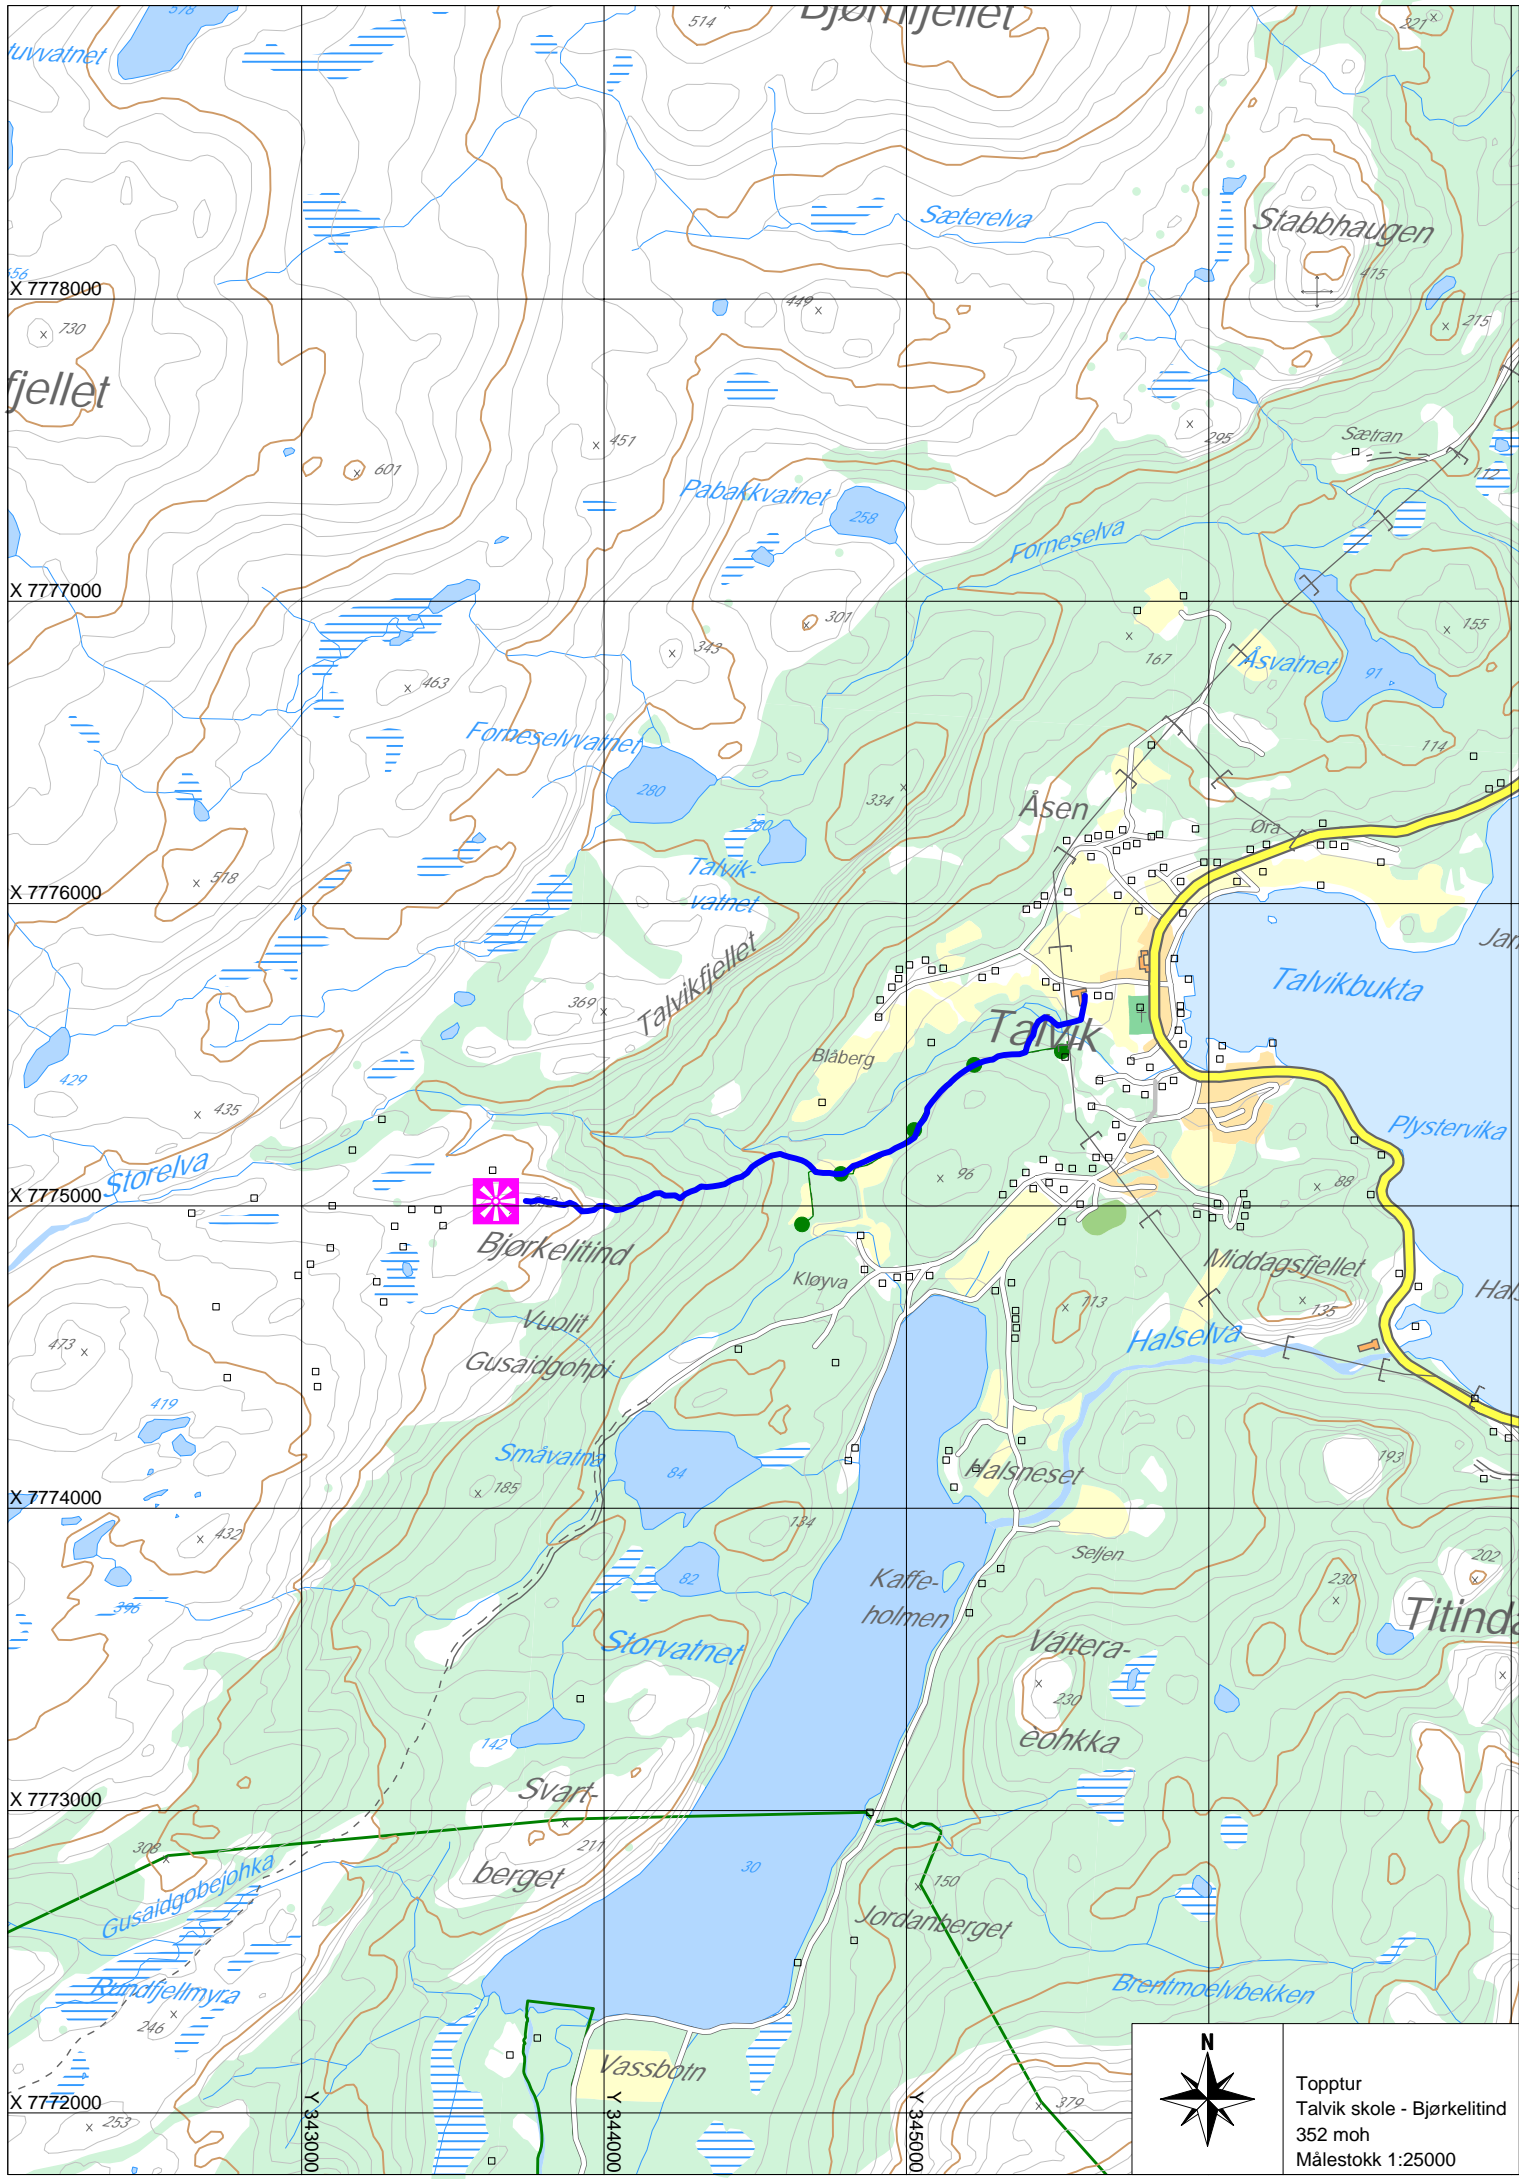 578
514
Bjørnfjellet
221
Sæterelva
Stabbhaugen
415
X 7778000
730
449
215
fjellet
451
295
Sætran
601
112
Pabakkvatnet
258
Forneselva
X 7777000
301
343
167
155
Åsvatnet
91
463
Forneselvvatnet
280
334
114
Åsen
Øra
280
Talvik-
vatnet
518
X 7776000
Talvikfjellet
369
Talvikbukta
Talvik
Blåberg
429
435
Plystervika
Storelva
96
88
X 7775000
Bjørkelitind
Middagsfjellet
Kløyva
Vuolit
113
135
Halselva
473
Gusaidgohpi
419
Småvatna
84
185
Halsneset
193
X 7774000
134
432
Seljen
202
82
Kaffe-
holmen
230
396
Storvatnet
Váltera-
230
èohkka
142
Svart-
X 7773000
308
211
berget
30
150
Gusaidgobejohka
Jordanberget
Rundfjellmyra
246
Brentmoelvbekken
Vassbotn
379
X 7772000
253
Y 343000
Y 344000
Y 345000
N
Topptur
Talvik skole - Bjørkelitind
352 moh
Målestokk 1:25000